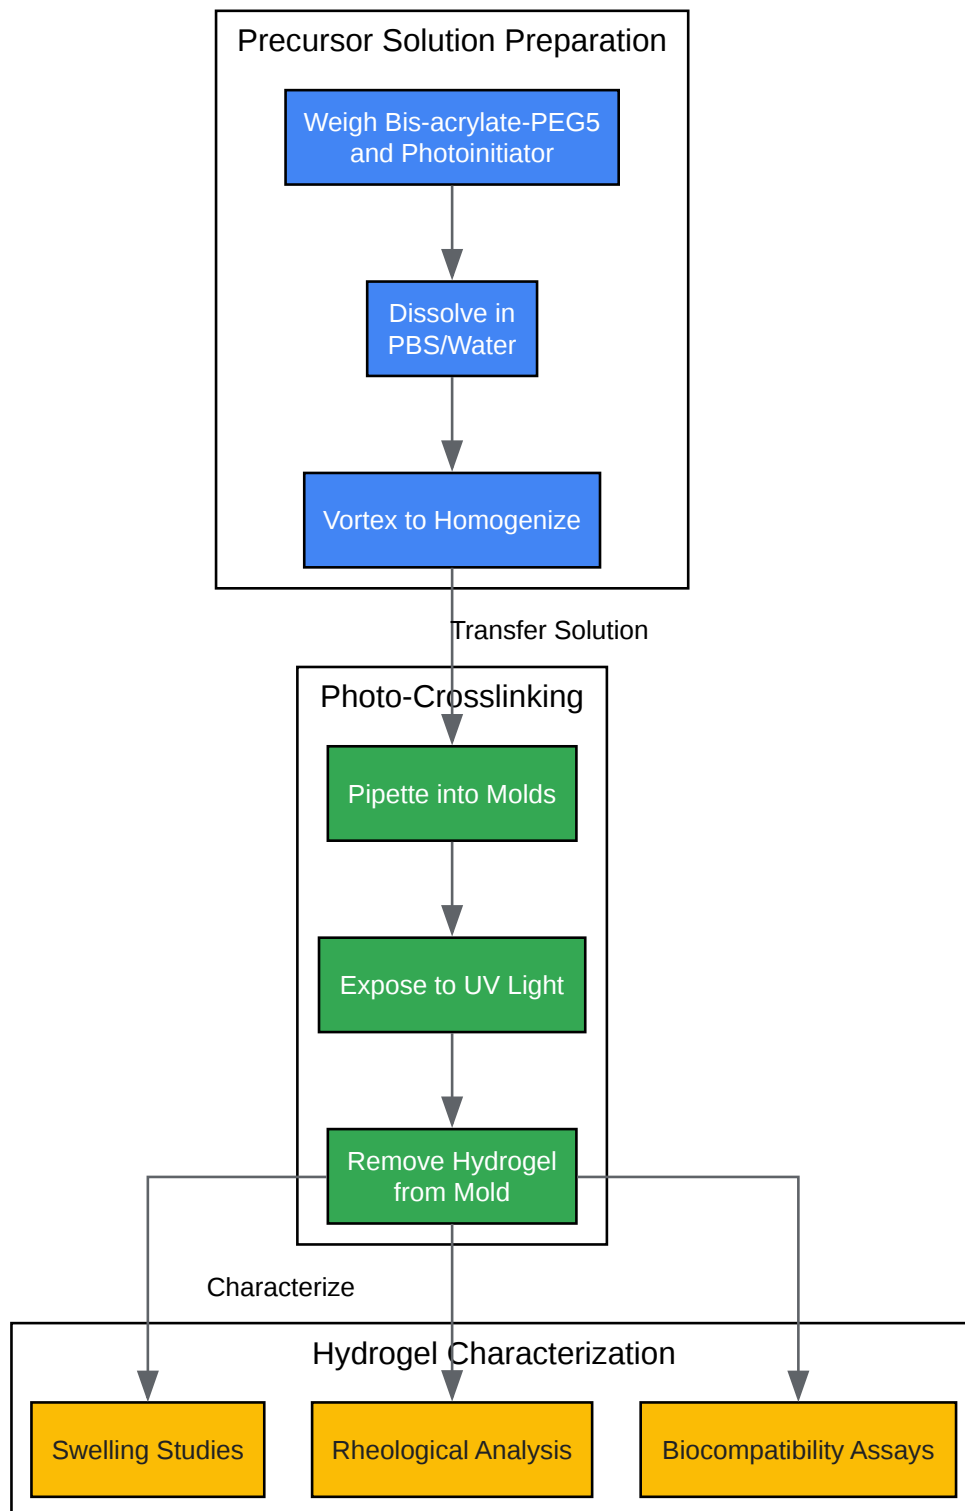 Precursor Solution Preparation
Weigh Bis-acrylate-PEG5
and Photoinitiator
Dissolve in
PBS/Water
Vortex to Homogenize
Transfer Solution
Photo-Crosslinking
Pipette into Molds
Expose to UV Light
Remove Hydrogel
from Mold
Characterize
Hydrogel Characterization
Swelling Studies
Rheological Analysis
Biocompatibility Assays